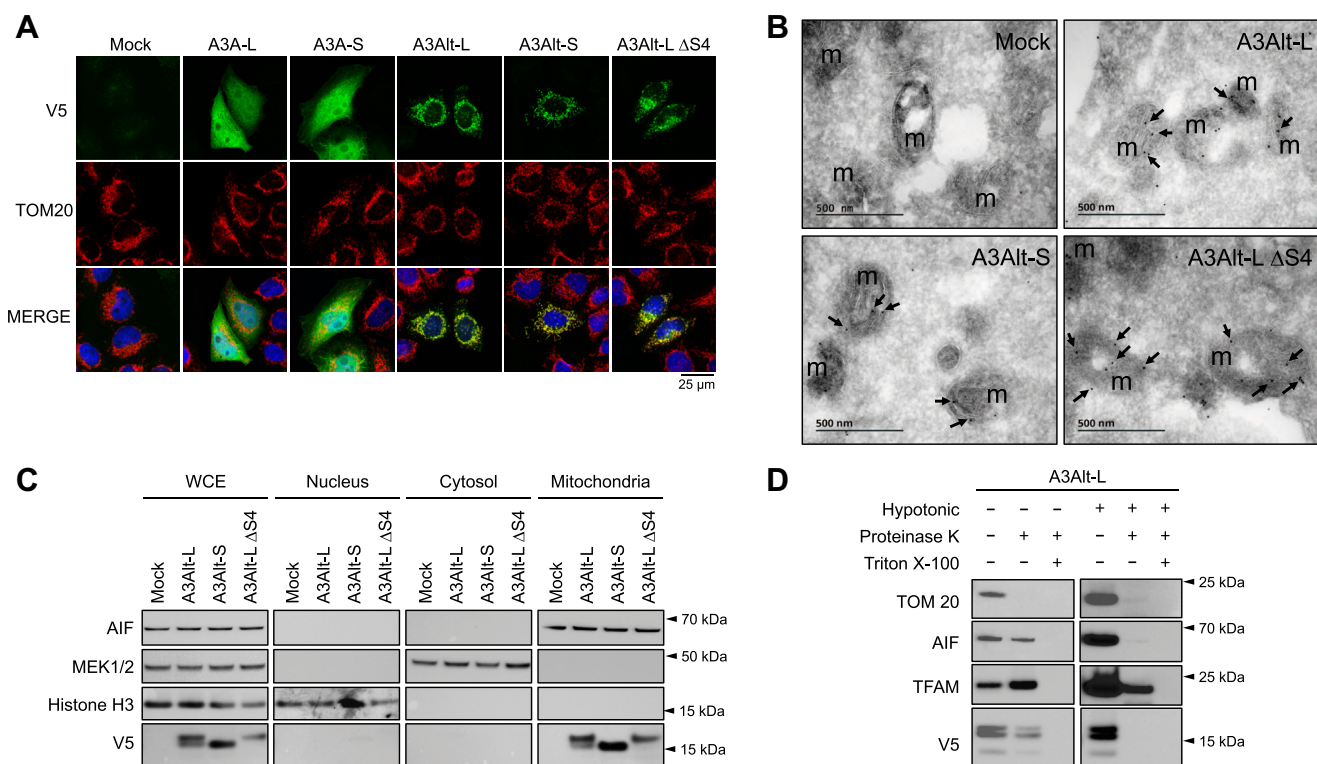 A
Mock A3A-L A3A-S A3Alt-L A3Alt-S A3Alt-L ΔS4
V5
TOM20
MERGE
25 µm
B
Mock
m
m
m
m
500 nm
A3Alt-L
m
m
m
m
500 nm
A3Alt-S
m
m
m
500 nm
A3Alt-L ΔS4
m
m
m
500 nm
C
WCE Nucleus Cytosol Mitochondria
Mock A3Alt-L A3Alt-S A3Alt-L ΔS4 Mock A3Alt-L A3Alt-S A3Alt-L ΔS4 Mock A3Alt-L A3Alt-S A3Alt-L ΔS4 Mock A3Alt-L A3Alt-S A3Alt-L ΔS4
AIF 70 kDa
MEK1/2 50 kDa
Histone H3 15 kDa
V5 15 kDa
D
A3Alt-L
Hypotonic – – – + + +
Proteinase K – + + – + +
Triton X-100 – – + – – +
TOM 20 25 kDa
AIF 70 kDa
TFAM 25 kDa
V5 15 kDa